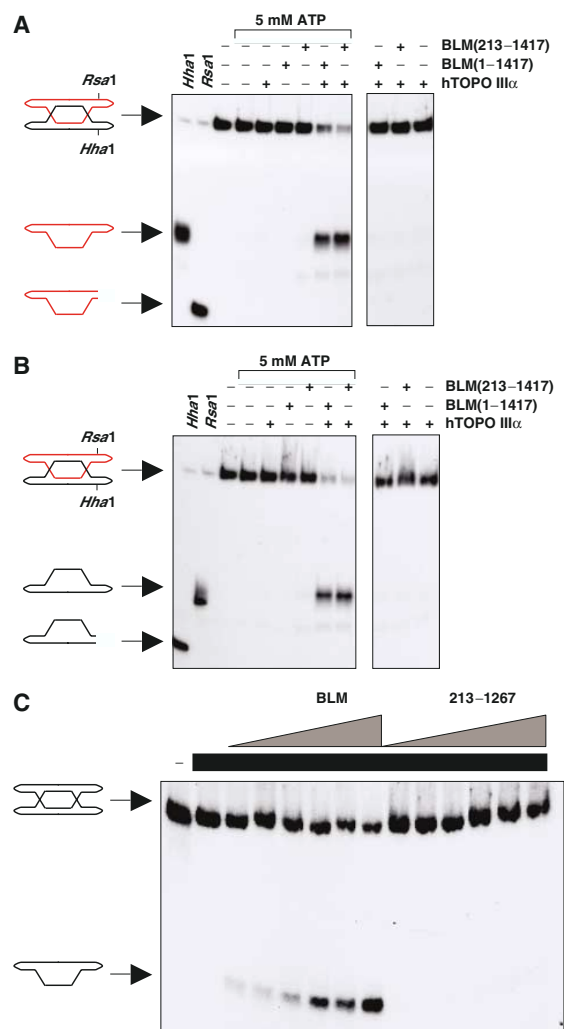 A
5 mM ATP
Hha1
Rsa1
– – – – + – + – + – BLM(213–1417)
– – – + – + – + – – BLM(1–1417)
– – + – – + + + + + hTOPO IIIα
Rsa1
Hha1
B
5 mM ATP
Hha1
Rsa1
– – – – + – + – + – BLM(213–1417)
– – – + – + – + – – BLM(1–1417)
– – + – – + + + + + hTOPO IIIα
Rsa1
Hha1
C
BLM 213–1267
–